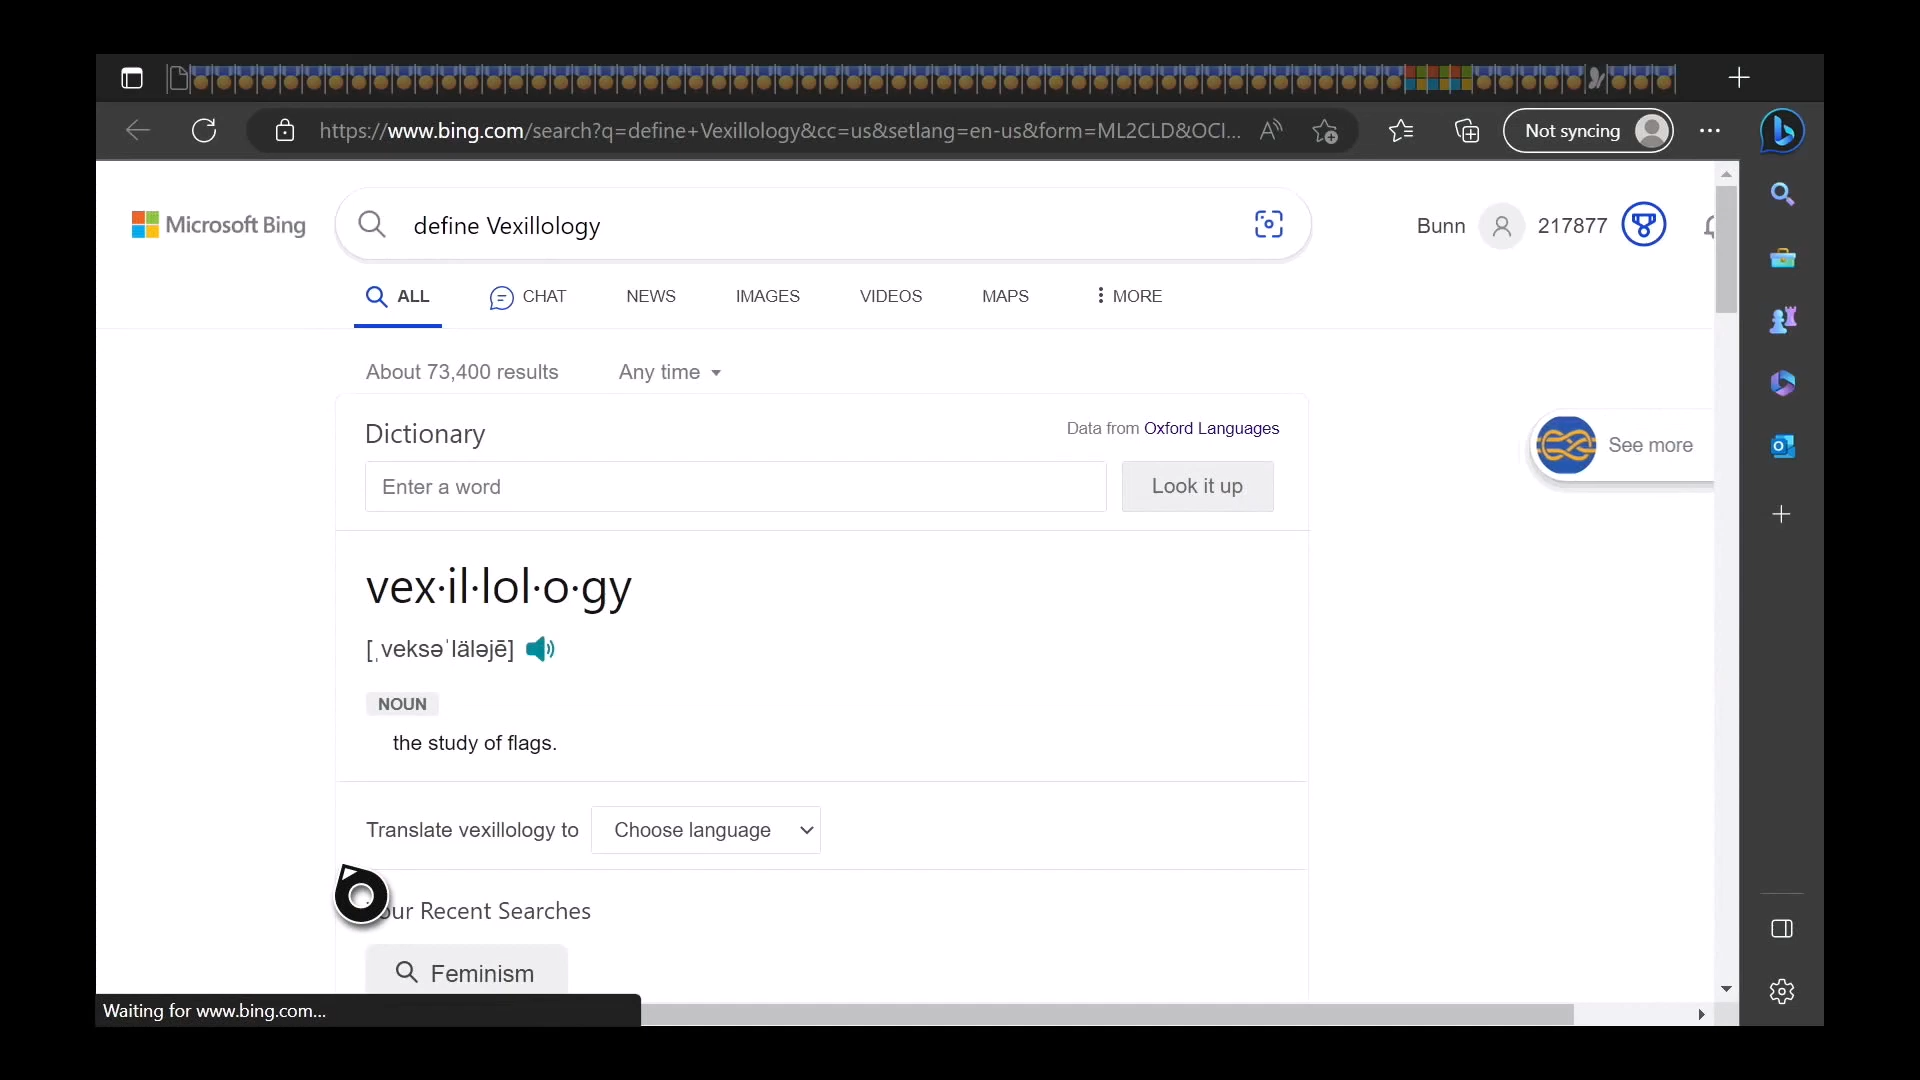 https://www.bing.com/search?q=define+Vexillology&cc=us&setlang=en-us&form=ML2CLD&OCI...
Not syncing
Microsoft Bing
define Vexillology
Bunn
217877
ALL
CHAT
NEWS
IMAGES
VIDEOS
MAPS
MORE
About 73,400 results
Any time
Dictionary
Data from Oxford Languages
Enter a word
Look it up
See more
vex·il·lol·o·gy
[ˌveksəˈläləjē]
NOUN
the study of flags.
Translate vexillology to
Choose language
our Recent Searches
Feminism
Waiting for www.bing.com...